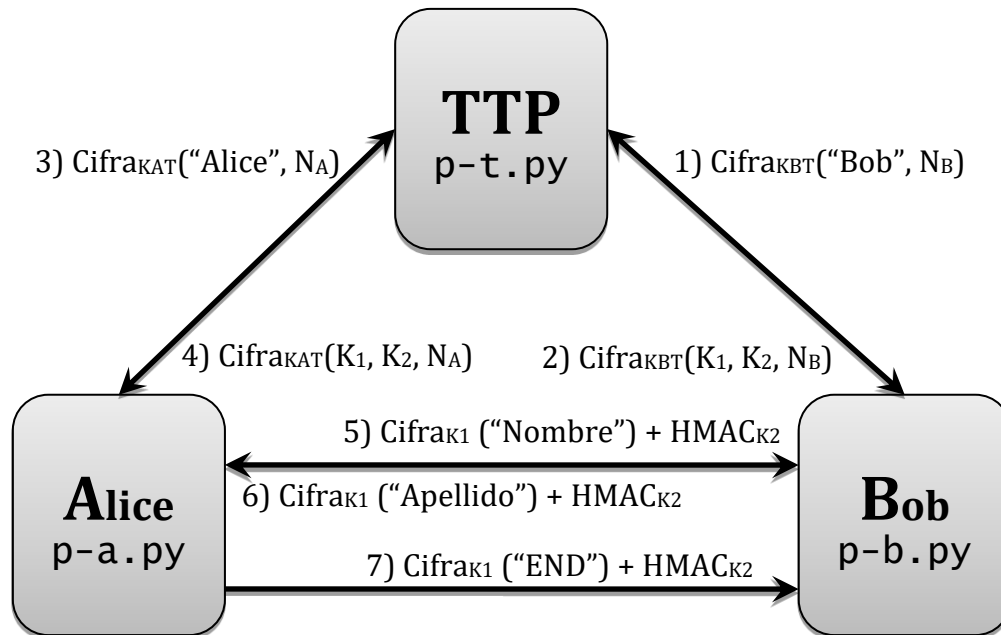 TTP
p-t.py
3) CifraKAT(“Alice”, NA)
1) CifraKBT(“Bob”, NB)
4) CifraKAT(K1, K2, NA)
2) CifraKBT(K1, K2, NB)
5) CifraK1 (“Nombre”) + HMACK2
6) CifraK1 (“Apellido”) + HMACK2
7) CifraK1 (“END”) + HMACK2
Alice
p-a.py
Bob
p-b.py